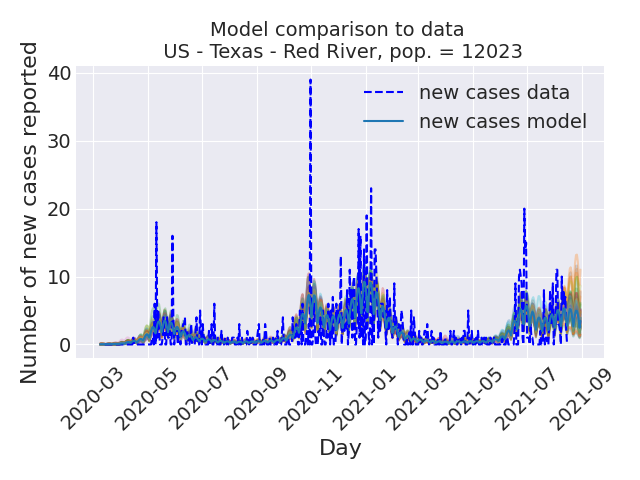 Model comparison to data
US - Texas - Red River, pop. = 12023
Number of new cases reported
40
30
20
10
0
new cases data
new cases model
2020-03
2020-05
2020-07
2020-09
2020-11
2021-01
2021-03
2021-05
2021-07
2021-09
Day